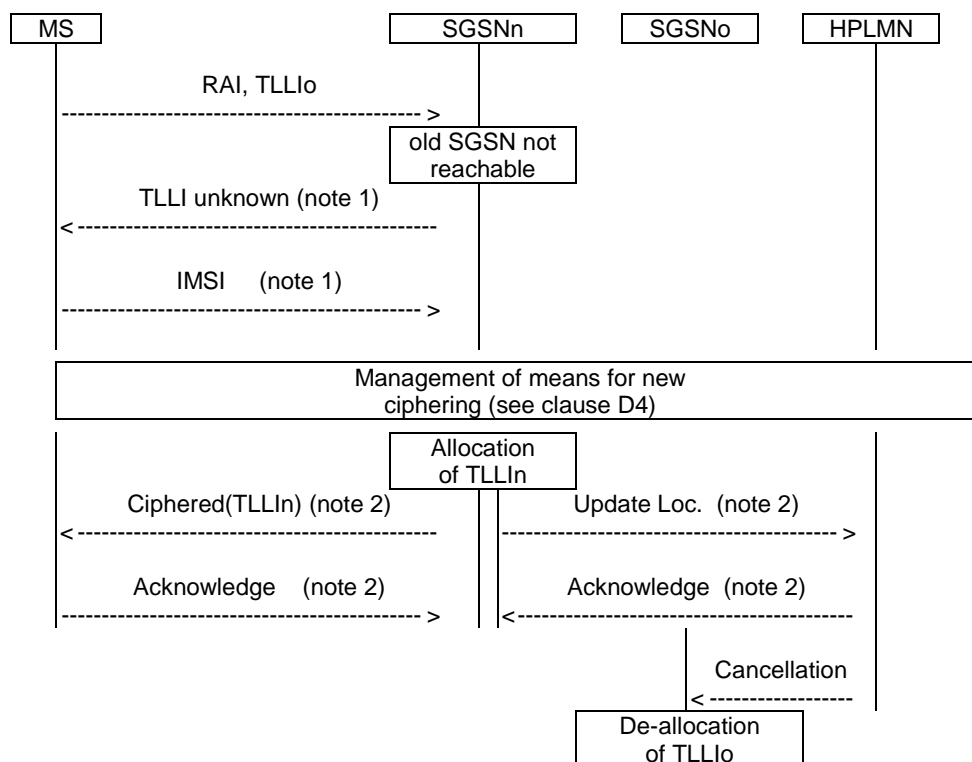 MS SGSNn SGSNo HPLMN
RAI, TLLIo
old SGSN not
reachable
TLLI unknown (note 1)
IMSI (note 1)
Management of means for new
ciphering (see clause D4)
Allocation
of TLLIn
Ciphered(TLLIn) (note 2) Update Loc. (note 2)
Acknowledge (note 2) Acknowledge (note 2)
Cancellation
De-allocation
of TLLIo